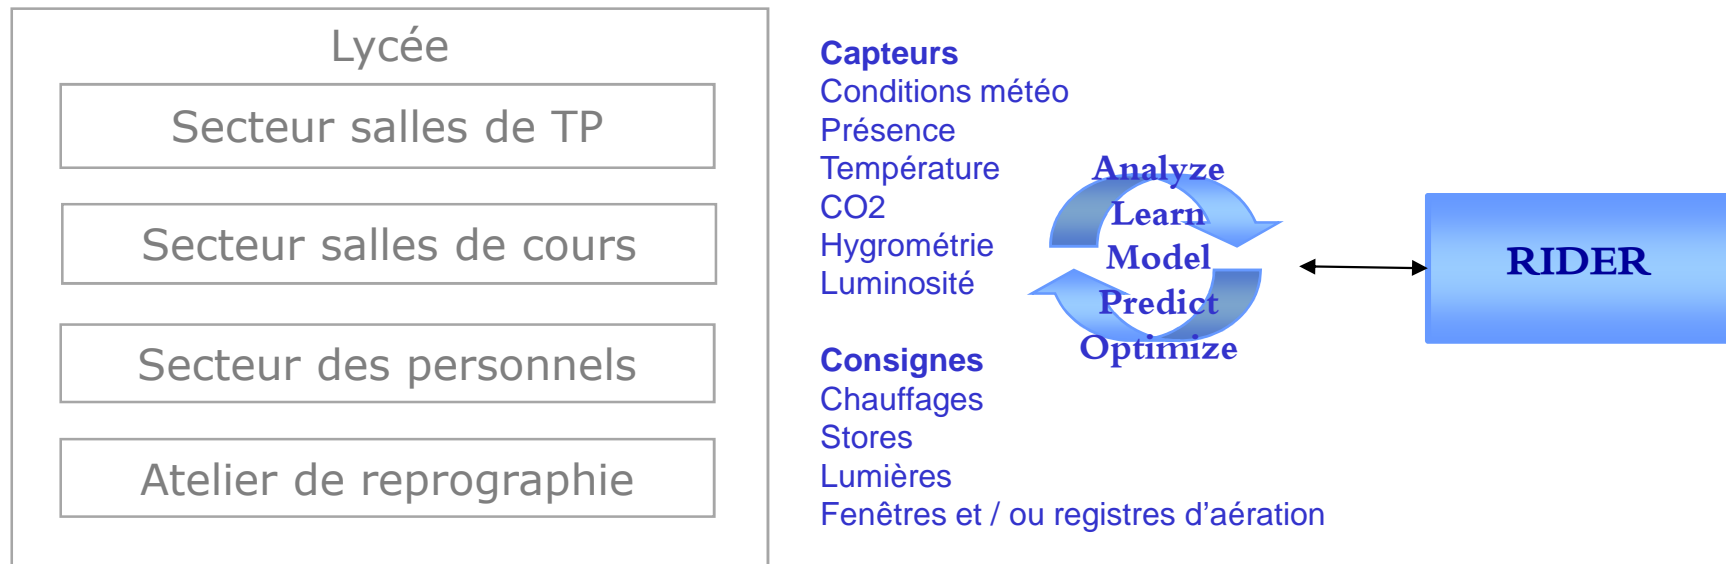 Lycée
Secteur salles de TP
Secteur salles de cours
Secteur des personnels
Atelier de reprographie
Capteurs
Conditions météo
Présence
Température
CO2
Hygrométrie
Luminosité
Consignes
Chauffages
Stores
Lumières
Fenêtres et / ou registres d'aération
Analyze
Learn
Model
Predict
Optimize
RIDER